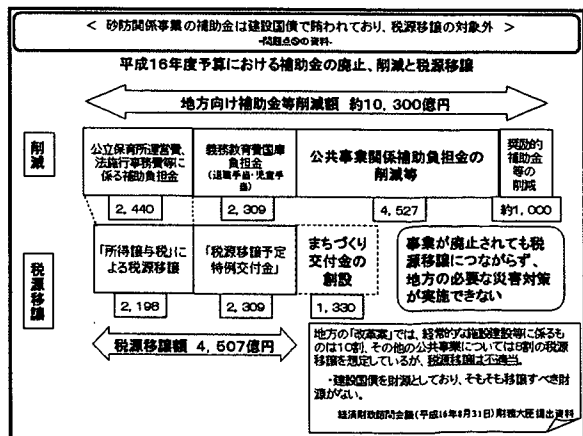 < 砂防関係事業の補助金は建設国債で賄われており、税源移譲の対象外 >
-問題点⑤の資料-
平成16年度予算における補助金の廃止、削減と税源移譲
地方向け補助金等削減額 約10,300億円
削減
公立保育所運営費、
法施行事務費等に
係る補助負担金
義務教育費国庫
負担金
(退職手当・児童手
当)
公共事業関係補助負担金の
削減等
奨励的
補助金
等の
削減
2,440
2,309
4,527
約1,000
税源移譲
「所得譲与税」に
よる税源移譲
「税源移譲予定
特例交付金」
まちづくり
交付金の
創設
2,198
2,309
1,330
事業が廃止されても税
源移譲につながらず、
地方の必要な災害対策
が実施できない
税源移譲額 4,507億円
地方の「改革案」では、経常的な施設建設等に係るも
のは10割、その他の公共事業については8割の税源
移譲を想定しているが、税源移譲は不適当。
・建設国債を財源としており、そもそも移譲すべき財
源がない。
経済財政諮問会議(平成16年8月31日)財務大臣提出資料